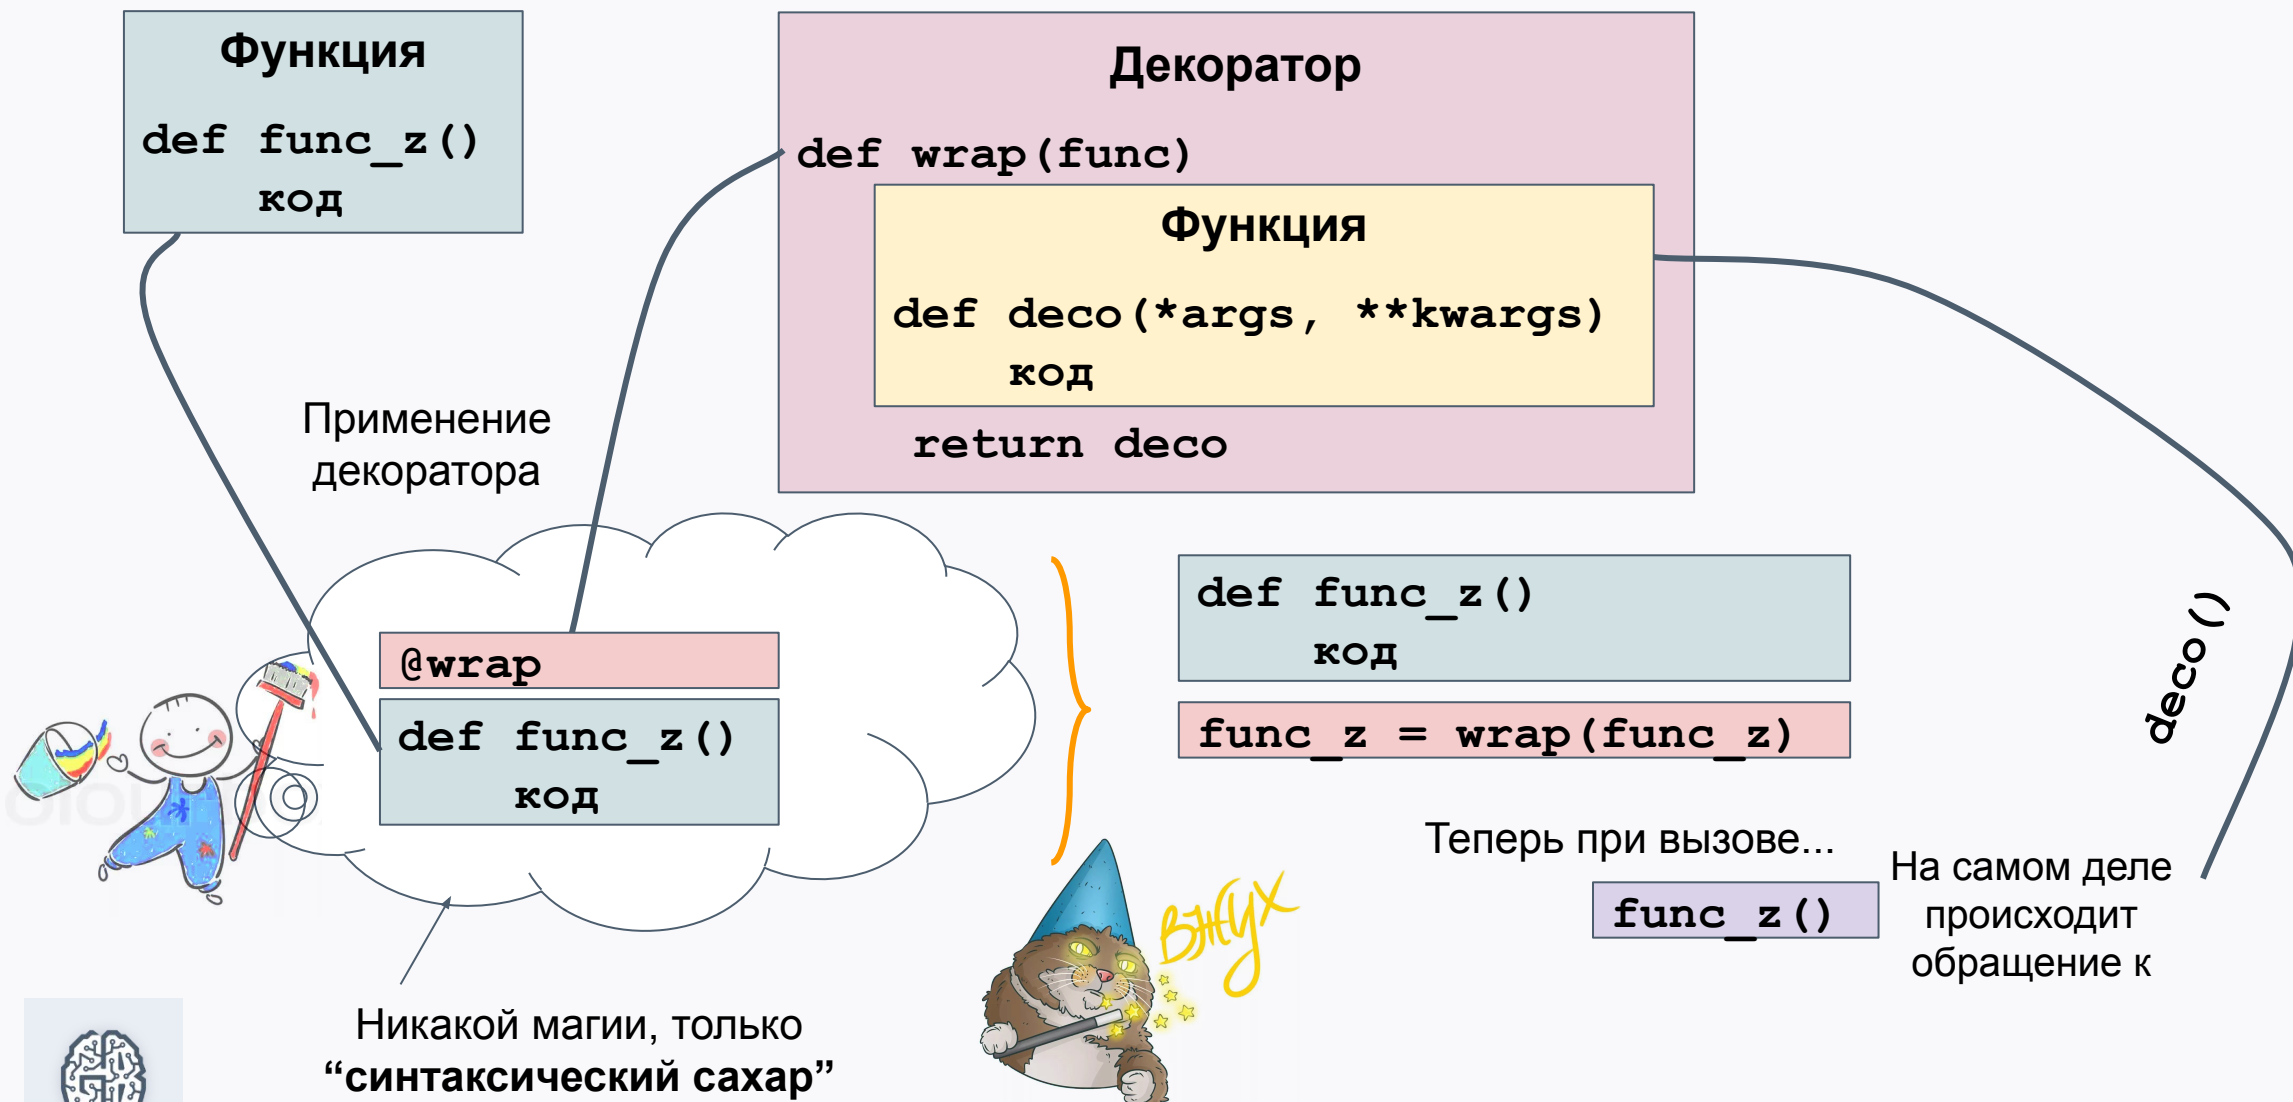 Функция
def func_z()
код
Декоратор
def wrap(func)
Функция
def deco(*args, **kwargs)
код
return deco
Применение
декоратора
@wrap
def func_z()
код
def func_z()
код
func_z = wrap(func_z)
deco()
Теперь при вызове...
func_z()
На самом деле
происходит
обращение к
ВЖУХ
Никакой магии, только
“синтаксический сахар”